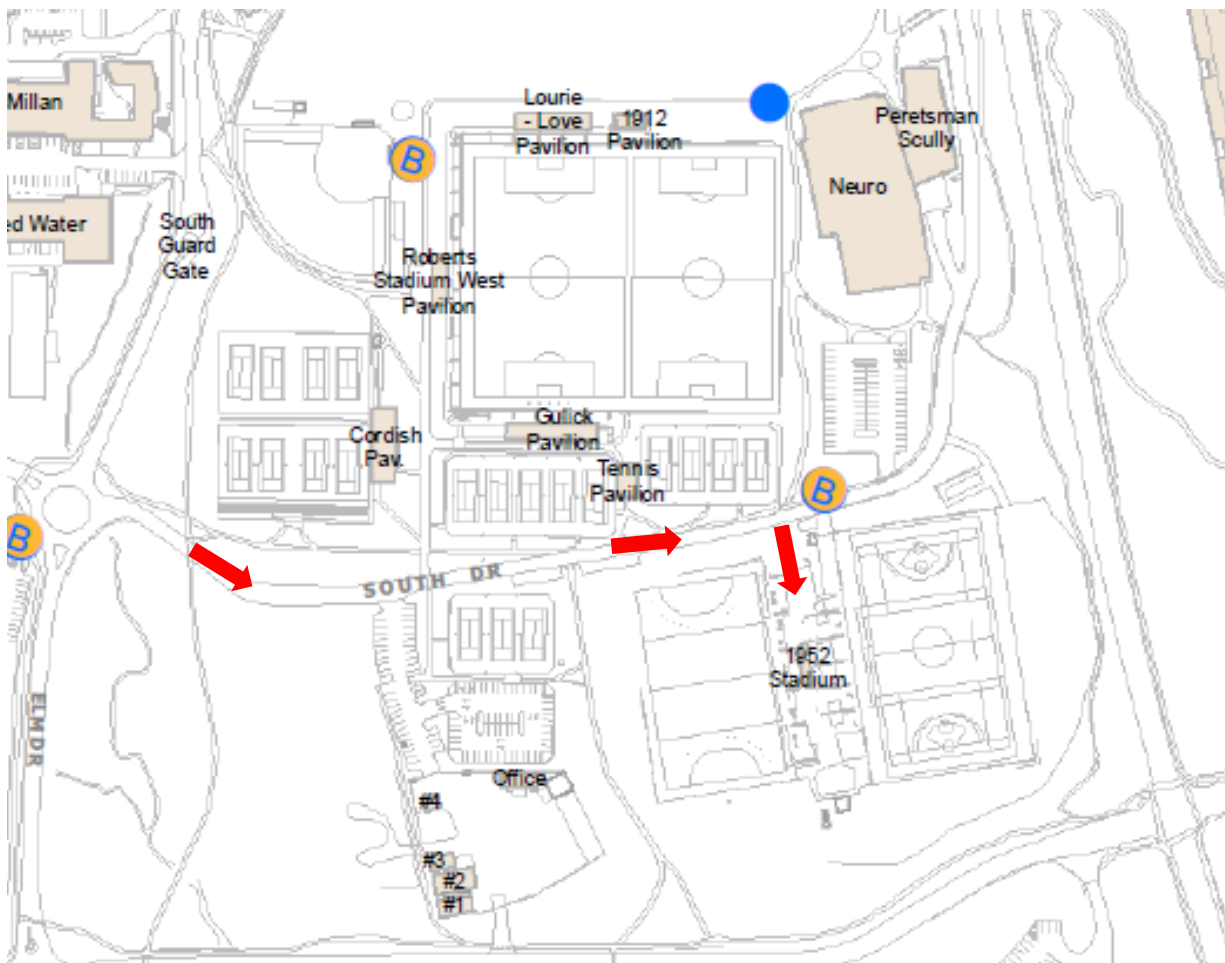 Millan
Lourie
- Love
Pavilion
1912
Pavilion
Peretsman
Scully
B
Neuro
ed Water
South
Guard
Gate
Roberts
Stadium West
Pavilion
Gulick
Pavilion
Cordish
Pav.
Tennis
Pavilion
B
B
SOUTH DR
1952
Stadium
ELM DR
Office
#4
#3
#2
#1